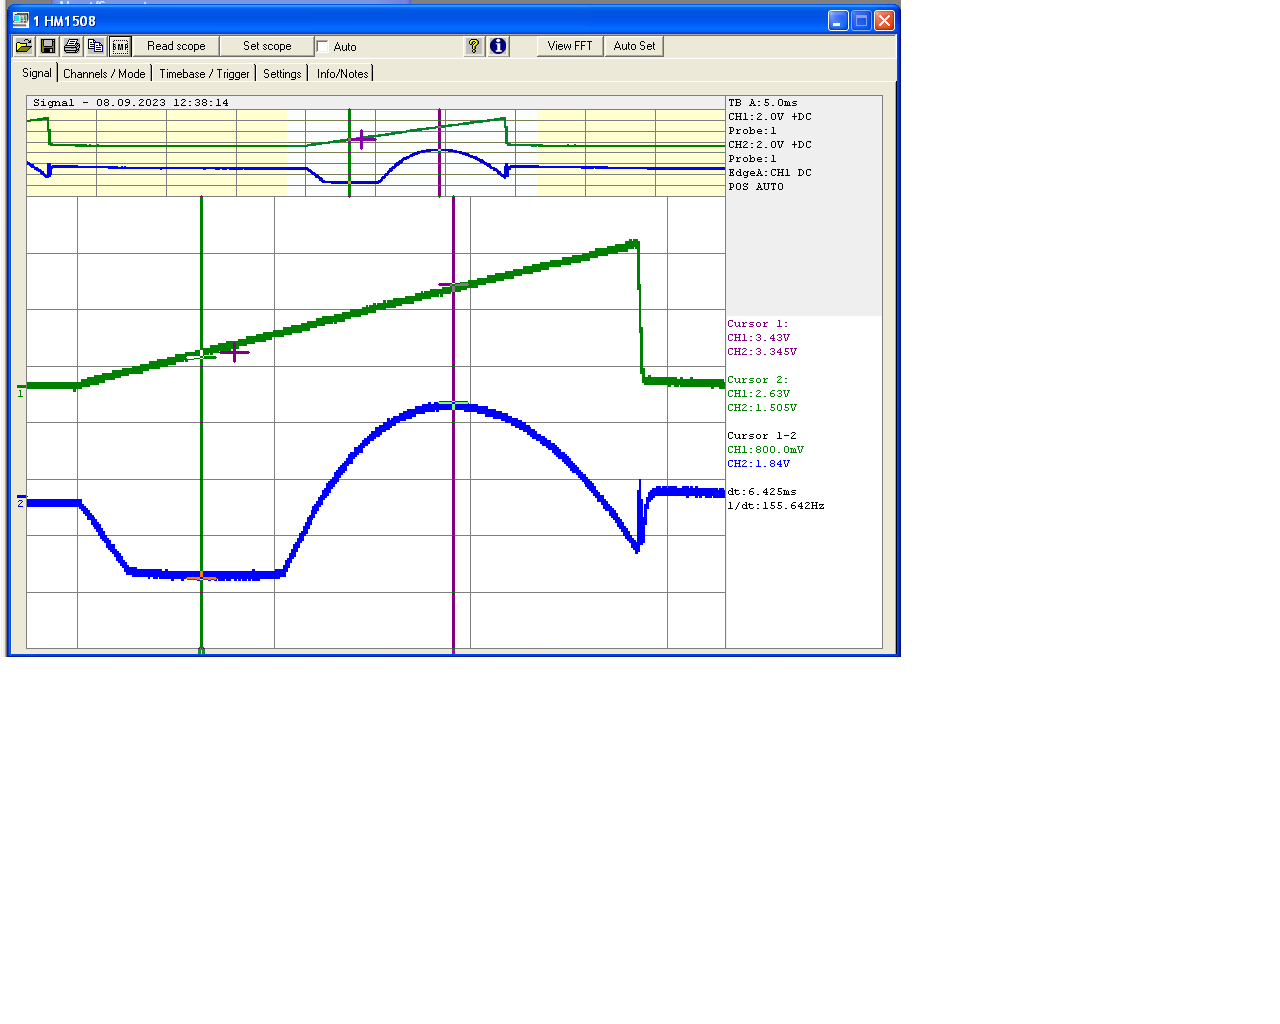 1 HM1508
BMP
Read scope
Set scope
Auto
?
i
View FFT
Auto Set
Signal
Channels / Mode
Timebase / Trigger
Settings
Info/Notes
Signal - 08.09.2023 12:38:14
TB A:5.0ms
CH1:2.0V +DC
Probe:1
CH2:2.0V +DC
Probe:1
EdgeA:CH1 DC
POS AUTO
Cursor 1:
CH1:3.43V
CH2:3.345V
Cursor 2:
CH1:2.63V
CH2:1.505V
Cursor 1-2
CH1:800.0mV
CH2:1.84V
dt:6.425ms
1/dt:155.642Hz
1
2